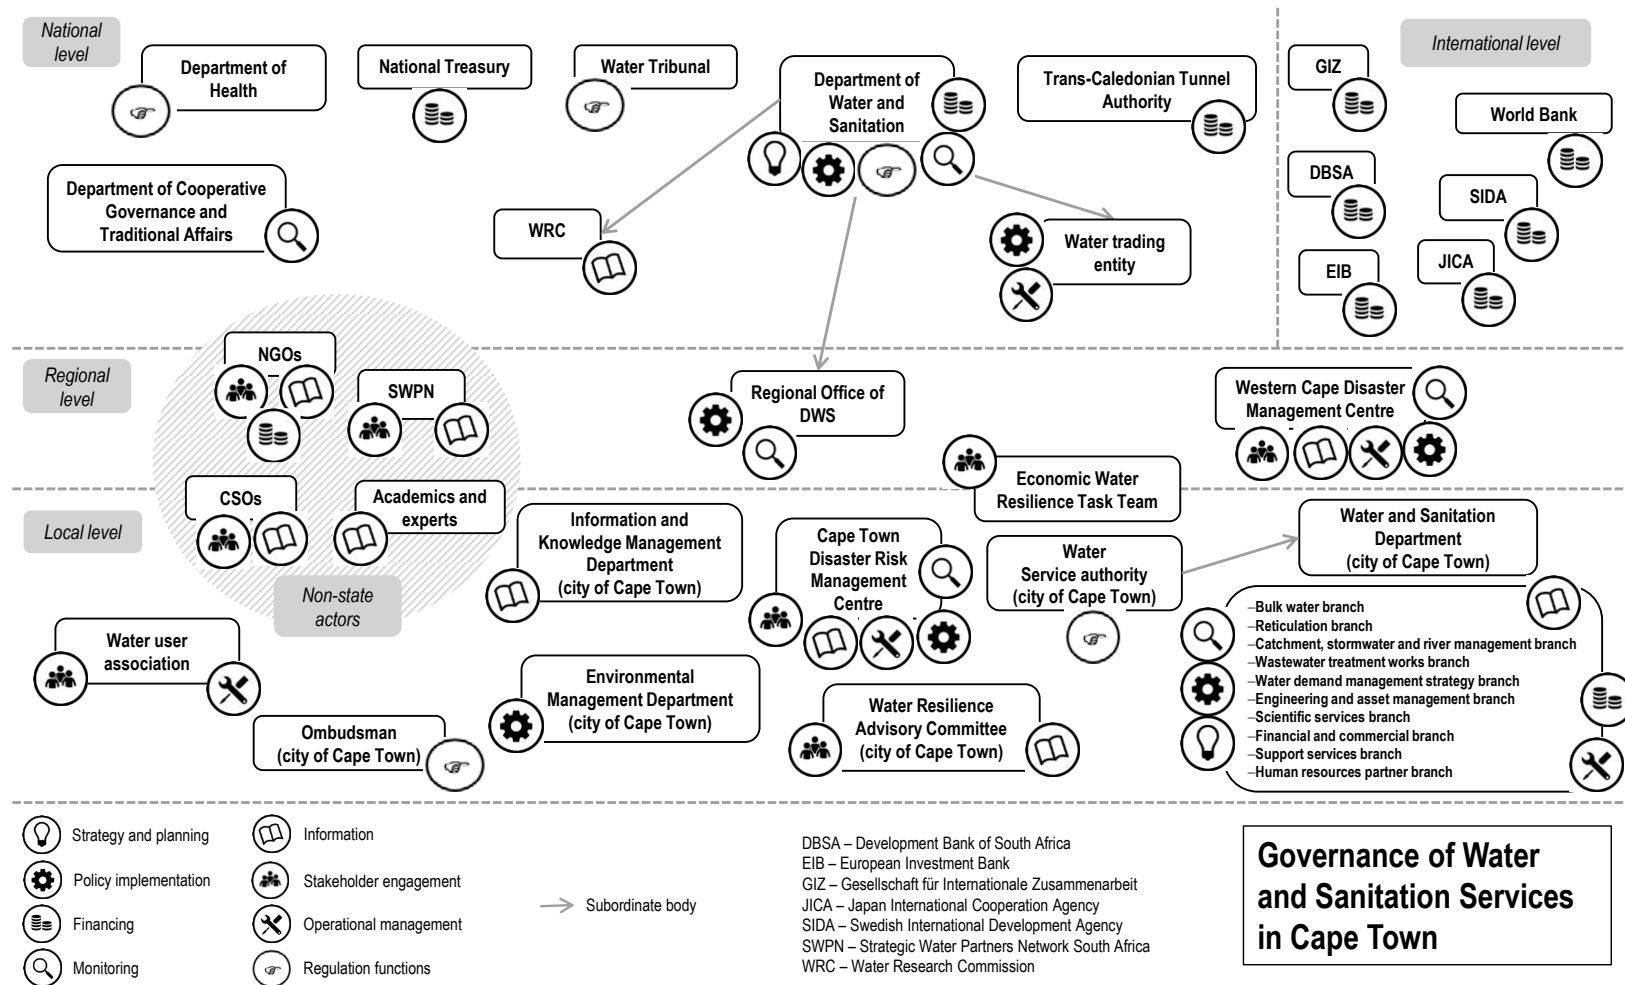 National
level
Department of
Health
National Treasury
Water Tribunal
Department of
Water and
Sanitation
Trans-Caledonian Tunnel
Authority
GIZ
International level
World Bank
DBSA
SIDA
EIB
JICA
Department of Cooperative
Governance and
Traditional Affairs
WRC
Water trading
entity
Regional
level
NGOs
SWPN
Regional Office of
DWS
Western Cape Disaster
Management Centre
Economic Water
Resilience Task Team
Local level
CSOs
Academics and
experts
Non-state
actors
Information and
Knowledge Management
Department
(city of Cape Town)
Cape Town
Disaster Risk
Management
Centre
Water
Service authority
(city of Cape Town)
Water and Sanitation
Department
(city of Cape Town)
–Bulk water branch
–Reticulation branch
–Catchment, stormwater and river management branch
–Wastewater treatment works branch
–Water demand management strategy branch
–Engineering and asset management branch
–Scientific services branch
–Financial and commercial branch
–Support services branch
–Human resources partner branch
Water user
association
Environmental
Management Department
(city of Cape Town)
Water Resilience
Advisory Committee
(city of Cape Town)
Ombudsman
(city of Cape Town)
Strategy and planning
Policy implementation
Financing
Monitoring
Information
Stakeholder engagement
Operational management
Regulation functions
Subordinate body
DBSA – Development Bank of South Africa
EIB – European Investment Bank
GIZ – Gesellschaft für Internationale Zusammenarbeit
JICA – Japan International Cooperation Agency
SIDA – Swedish International Development Agency
SWPN – Strategic Water Partners Network South Africa
WRC – Water Research Commission
Governance of Water
and Sanitation Services
in Cape Town